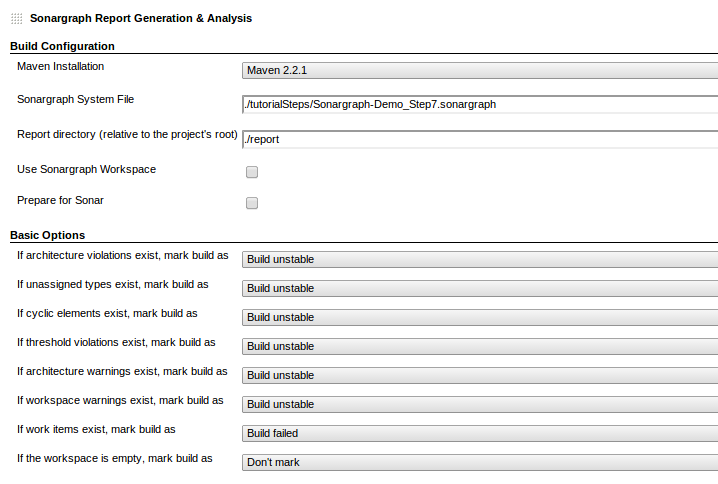 Sonargraph Report Generation & Analysis
Build Configuration
Maven Installation
Maven 2.2.1
Sonargraph System File
./tutorialSteps/Sonargraph-Demo_Step7.sonargraph
Report directory (relative to the project's root)
./report
Use Sonargraph Workspace
Prepare for Sonar
Basic Options
If architecture violations exist, mark build as
Build unstable
If unassigned types exist, mark build as
Build unstable
If cyclic elements exist, mark build as
Build unstable
If threshold violations exist, mark build as
Build unstable
If architecture warnings exist, mark build as
Build unstable
If workspace warnings exist, mark build as
Build unstable
If work items exist, mark build as
Build failed
If the workspace is empty, mark build as
Don't mark